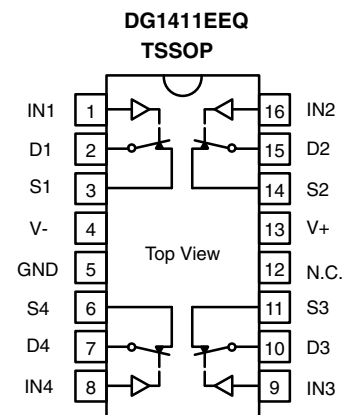 DG1411EEQ
TSSOP
IN1 1 16 IN2
D1 2 15 D2
S1 3 14 S2
V- 4 13 V+
Top View
GND 5 12 N.C.
S4 6 11 S3
D4 7 10 D3
IN4 8 9 IN3